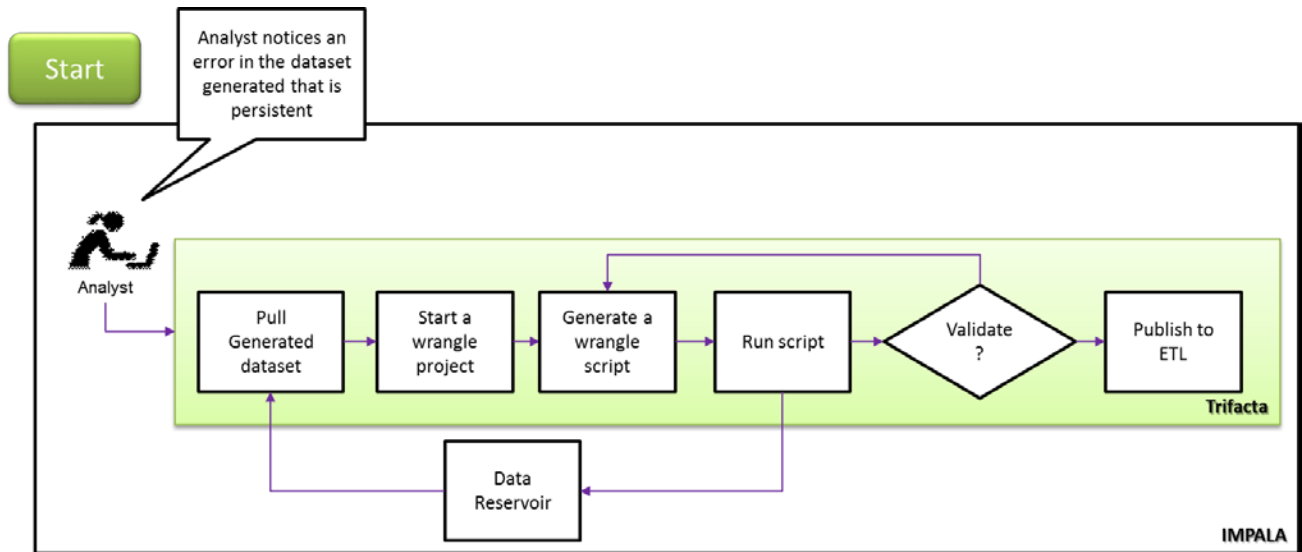 Start
Analyst notices an
error in the dataset
generated that is
persistent
Analyst
Pull
Generated
dataset
Start a
wrangle
project
Generate a
wrangle
script
Run script
Validate
?
Publish to
ETL
Trifacta
Data
Reservoir
IMPALA